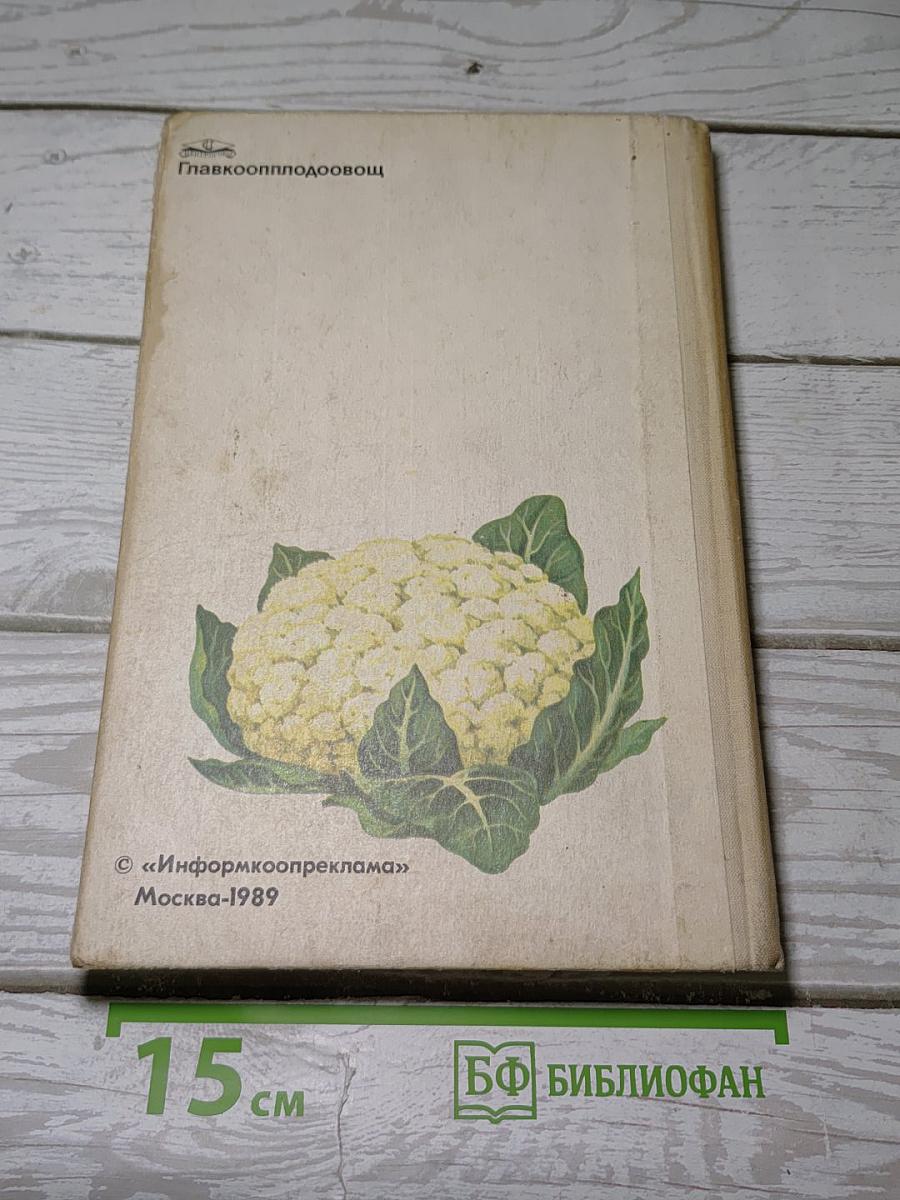 Главкоопплодоовощ
© «Информкоопреклама»
Москва-1989
15 см
БФ БИБЛИОФАН